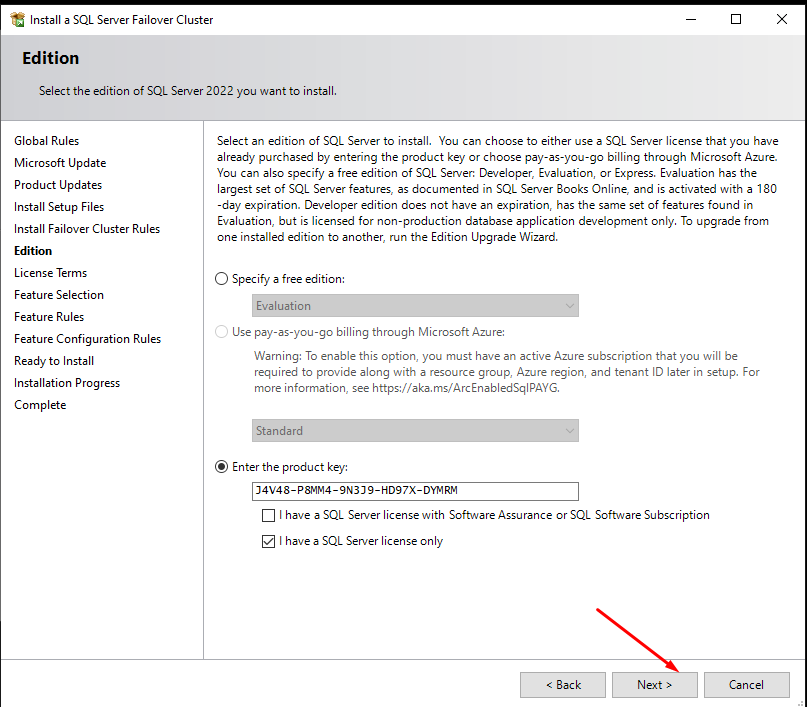 Install a SQL Server Failover Cluster
Edition
Select the edition of SQL Server 2022 you want to install.
Global Rules
Microsoft Update
Product Updates
Install Setup Files
Install Failover Cluster Rules
Edition
License Terms
Feature Selection
Feature Rules
Feature Configuration Rules
Ready to Install
Installation Progress
Complete
Select an edition of SQL Server to install. You can choose to either use a SQL Server license that you have
already purchased by entering the product key or choose pay-as-you-go billing through Microsoft Azure.
You can also specify a free edition of SQL Server: Developer, Evaluation, or Express. Evaluation has the
largest set of SQL Server features, as documented in SQL Server Books Online, and is activated with a 180
-day expiration. Developer edition does not have an expiration, has the same set of features found in
Evaluation, but is licensed for non-production database application development only. To upgrade from
one installed edition to another, run the Edition Upgrade Wizard.
Specify a free edition:
Evaluation
Use pay-as-you-go billing through Microsoft Azure:
Warning: To enable this option, you must have an active Azure subscription that you will be
required to provide along with a resource group, Azure region, and tenant ID later in setup. For
more information, see https://aka.ms/ArcEnabledSqlPAYG.
Standard
Enter the product key:
J4V48-P8MM4-9N3J9-HD97X-DYMRM
I have a SQL Server license with Software Assurance or SQL Software Subscription
I have a SQL Server license only
< Back
Next >
Cancel